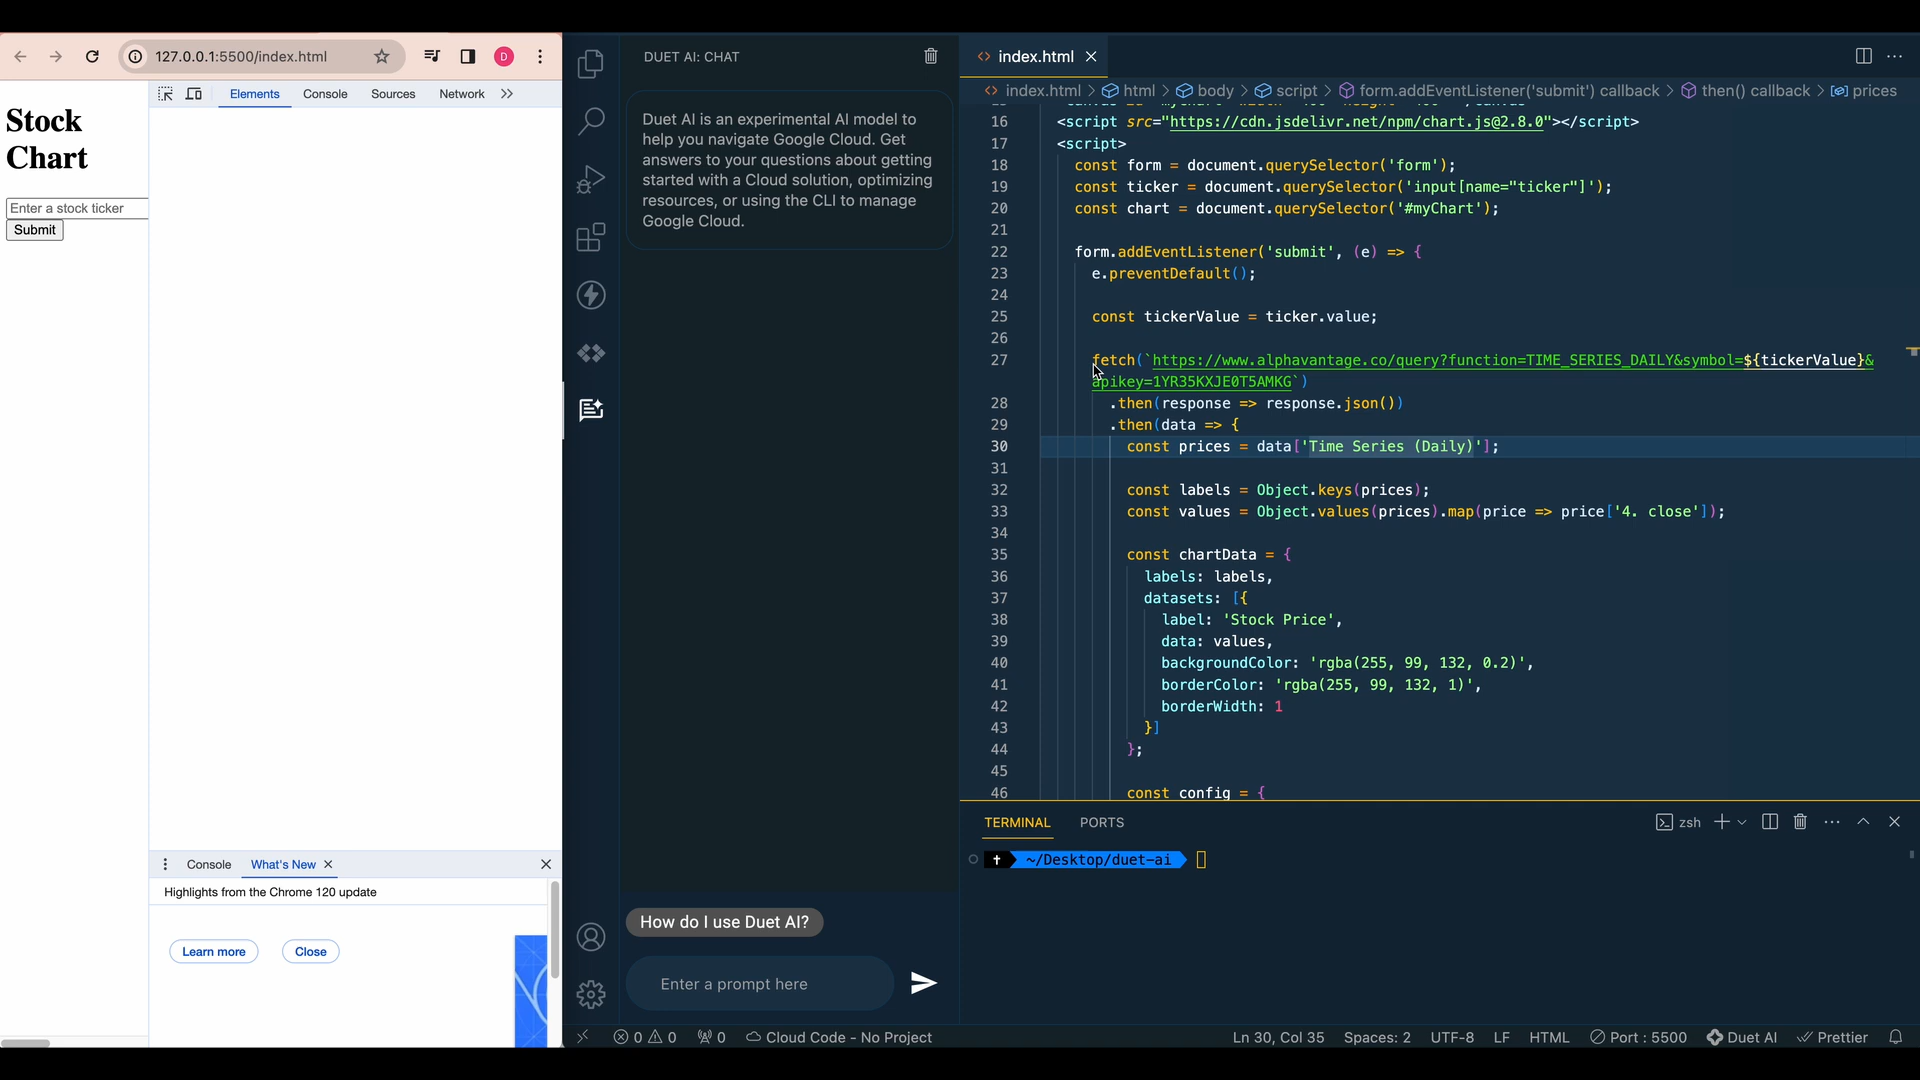 127.0.0.1:5500/index.html
D
Elements
Console
Sources
Network
Stock
Chart
Enter a stock ticker
Submit
Console
What's New
Highlights from the Chrome 120 update
Learn more
Close
DUET AI: CHAT
Duet AI is an experimental AI model to
help you navigate Google Cloud. Get
answers to your questions about getting
started with a Cloud solution, optimizing
resources, or using the CLI to manage
Google Cloud.
How do I use Duet AI?
Enter a prompt here
index.html
index.html > html > body > script > form.addEventListener('submit') callback > then() callback > prices
16 <script src="https://cdn.jsdelivr.net/npm/chart.js@2.8.0"></script>
17 <script>
18 const form = document.querySelector('form');
19 const ticker = document.querySelector('input[name="ticker"]');
20 const chart = document.querySelector('#myChart');
21
22 form.addEventListener('submit', (e) => {
23 e.preventDefault();
24
25 const tickerValue = ticker.value;
26
27 fetch(`https://www.alphavantage.co/query?function=TIME_SERIES_DAILY&symbol=${tickerValue}&
apikey=1YR35KXJE0T5AMKG`)
28 .then(response => response.json())
29 .then(data => {
30 const prices = data['Time Series (Daily)'];
31
32 const labels = Object.keys(prices);
33 const values = Object.values(prices).map(price => price['4. close']);
34
35 const chartData = {
36 labels: labels,
37 datasets: [{
38 label: 'Stock Price',
39 data: values,
40 backgroundColor: 'rgba(255, 99, 132, 0.2)',
41 borderColor: 'rgba(255, 99, 132, 1)',
42 borderWidth: 1
43 }]
44 };
45
46 const config = {
TERMINAL
PORTS
zsh
~/Desktop/duet-ai
0
0
0
Cloud Code - No Project
Ln 30, Col 35
Spaces: 2
UTF-8
LF
HTML
Port : 5500
Duet AI
Prettier